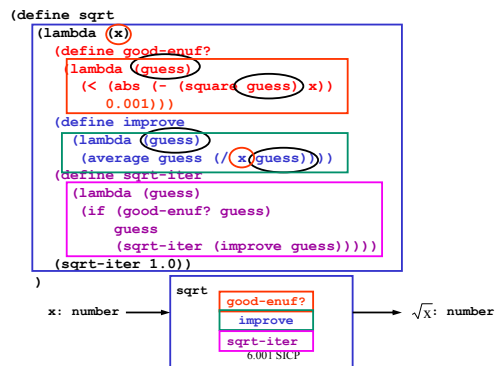 (define sqrt
(lambda (x)
(define good-enuf?
(lambda (guess)
(< (abs (- (square guess) x))
0.001)))
(define improve
(lambda (guess)
(average guess (/ x guess))))
(define sqrt-iter
(lambda (guess)
(if (good-enuf? guess)
guess
(sqrt-iter (improve guess)))))
(sqrt-iter 1.0))
)
sqrt
good-enuf?
x: number
improve
√x: number
sqrt-iter
6.001 SICP